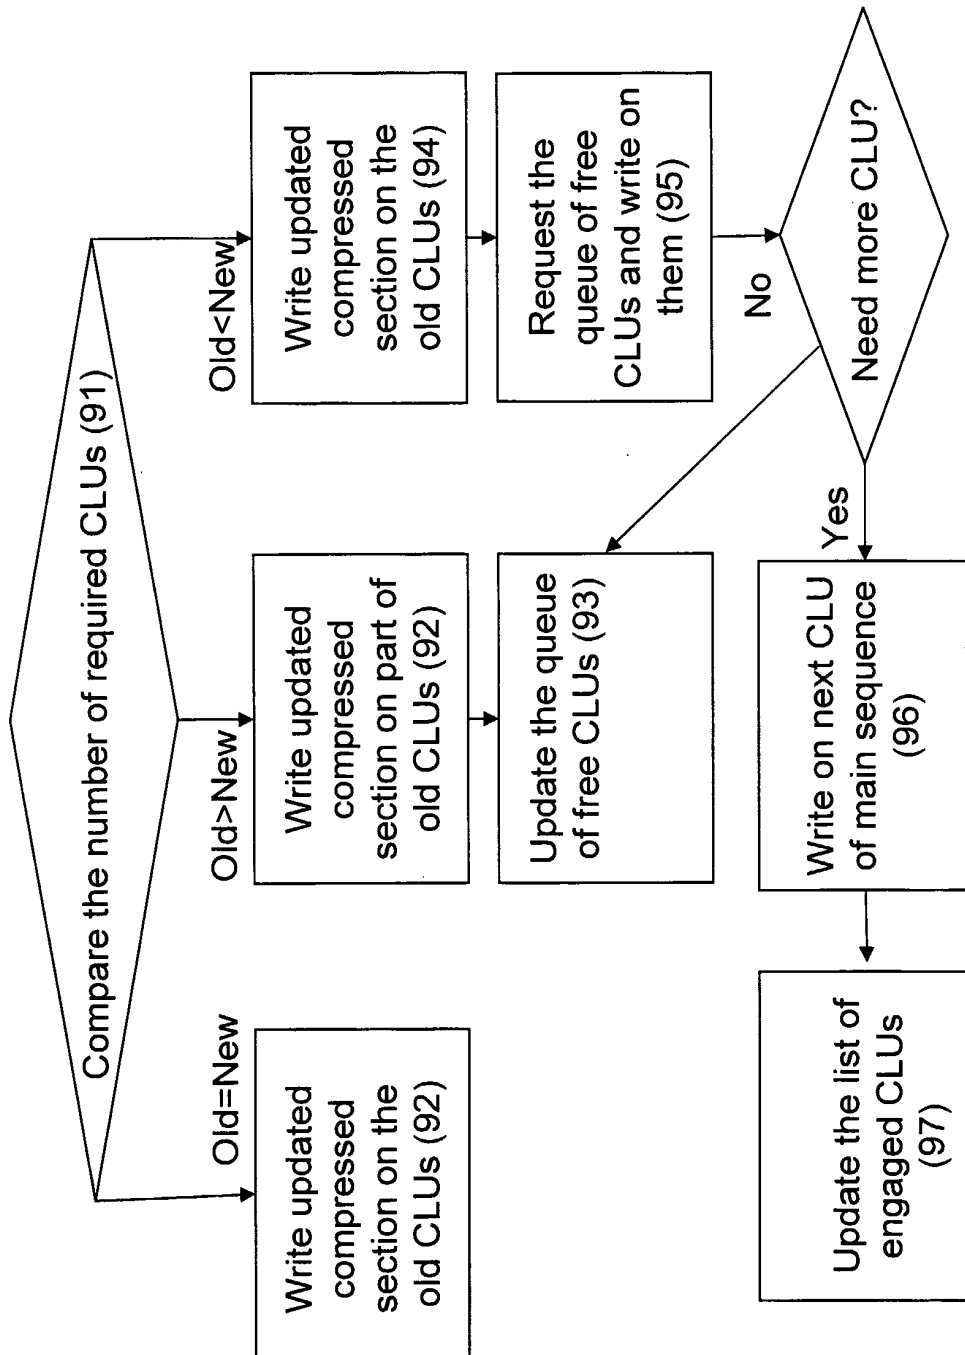 Compare the number of required CLUs (91)
Old=New
Old>New
Old<New
Write updated
compressed
section on the
old CLUs (92)
Write updated
compressed
section on part of
old CLUs (92)
Write updated
compressed
section on the
old CLUs (94)
Update the queue
of free CLUs (93)
Request the
queue of free
CLUs and write on
them (95)
No
Need more CLU?
Yes
Write on next CLU
of main sequence
(96)
Update the list of
engaged CLUs
(97)